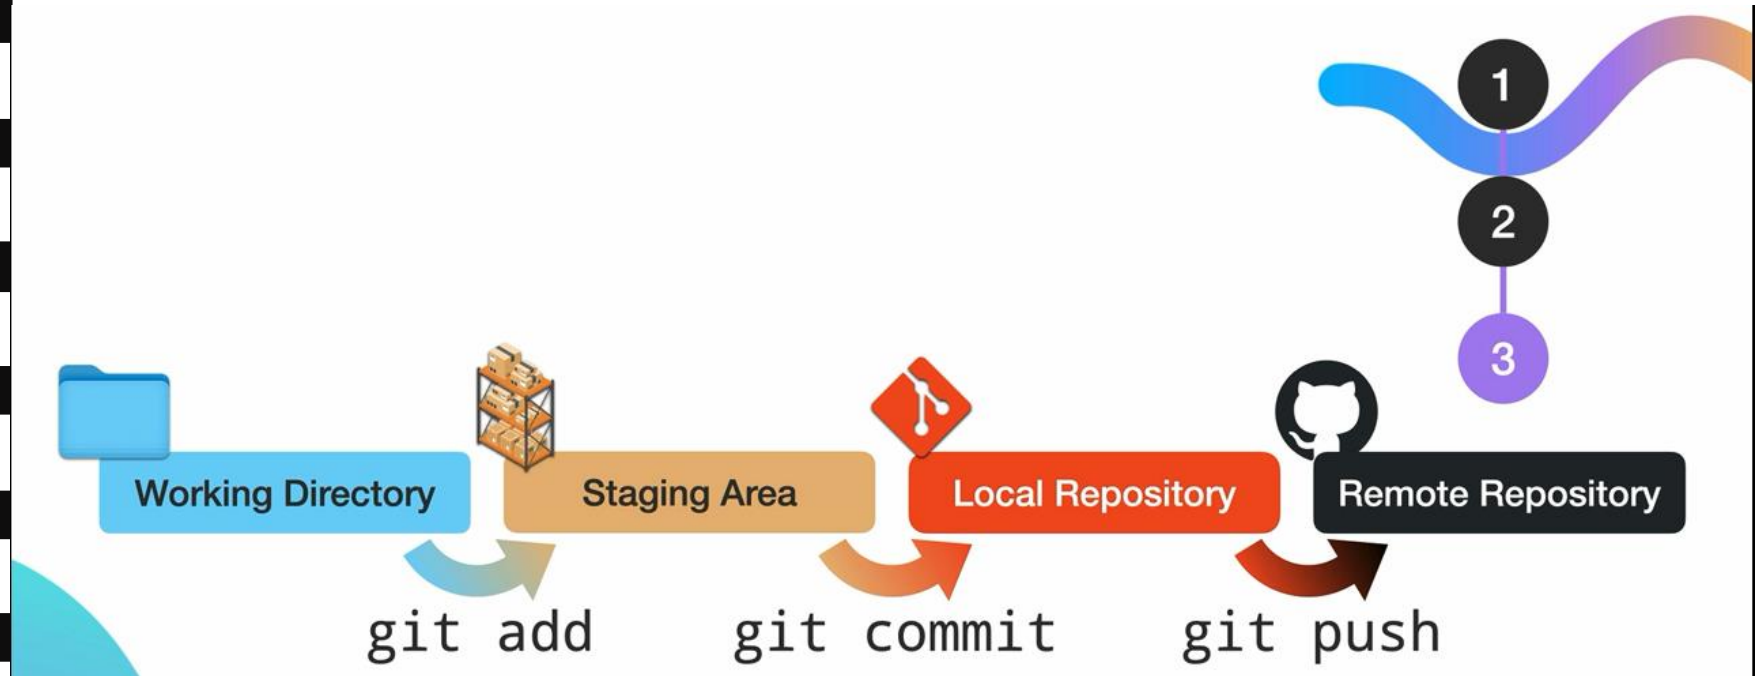 1
2
3
Working Directory
Staging Area
Local Repository
Remote Repository
git add
git commit
git push